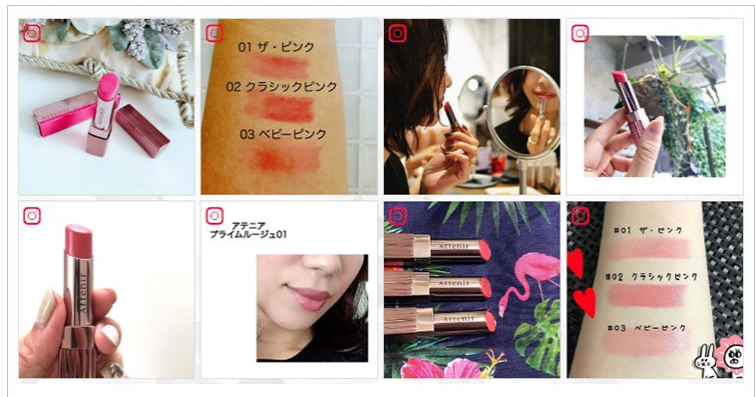 Attenir
01 ザ・ピンク
02 クラシックピンク
03 ベビーピンク
Attenir
アテニア
プライムルージュ01
Attenir
Attenir
Attenir
#01 ザ・ピンク
#02 クラシックピンク
#03 ベビーピンク